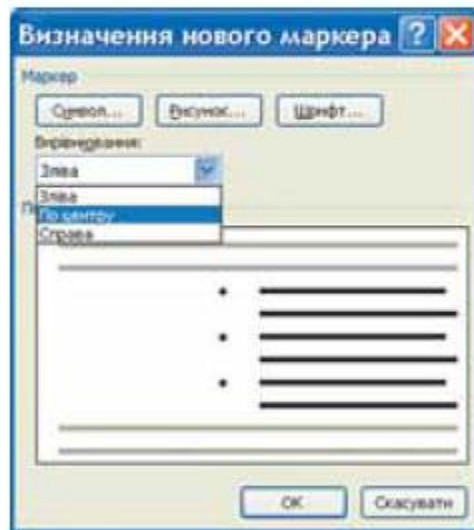 Визначення нового маркера
Маркер
Символ... Рисунок... Шрифт...
Вирівнювання:
Зліва
Зліва
По центру
Справа
ОК Скасувати